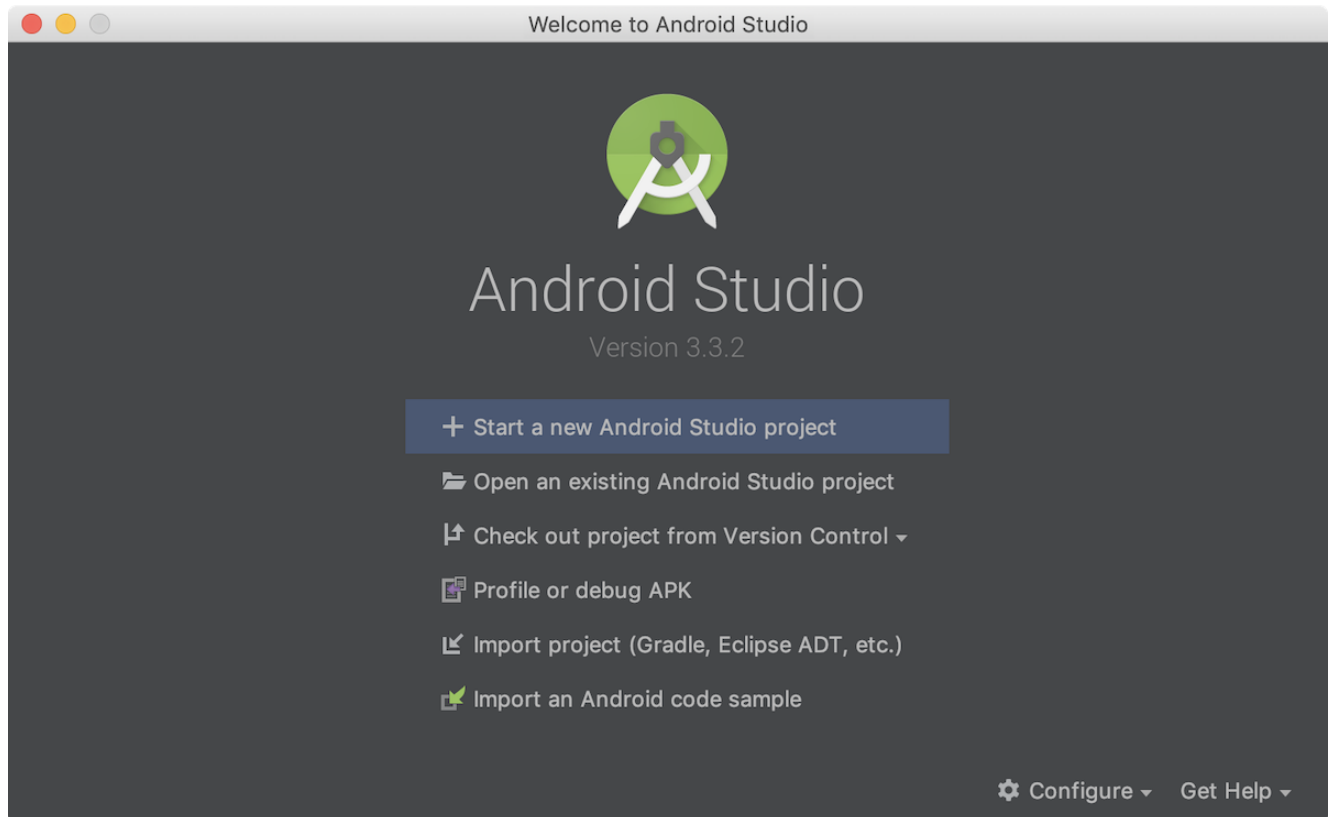 Welcome to Android Studio
Android Studio
Version 3.3.2
Start a new Android Studio project
Open an existing Android Studio project
Check out project from Version Control
Profile or debug APK
Import project (Gradle, Eclipse ADT, etc.)
Import an Android code sample
Configure Get Help